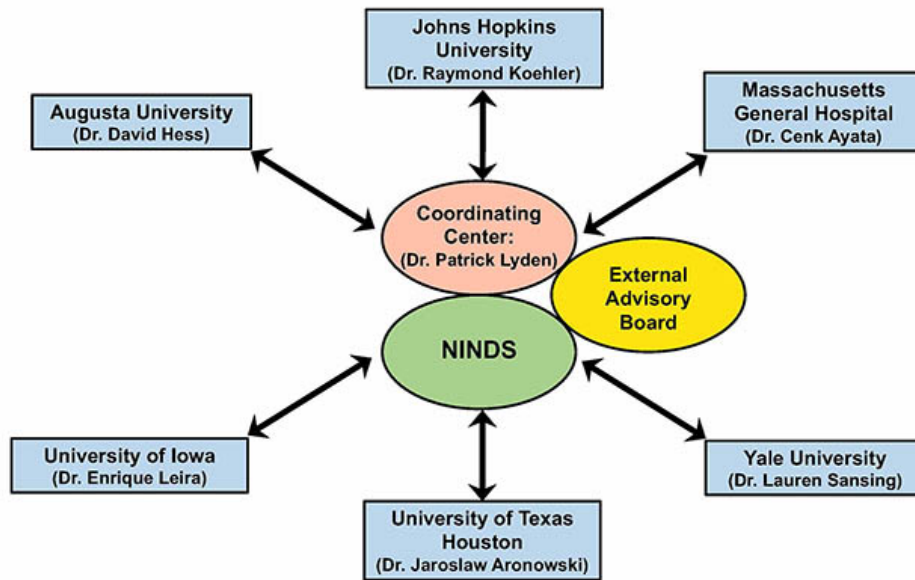 Johns Hopkins
University
(Dr. Raymond Koehler)
Augusta University
(Dr. David Hess)
Massachusetts
General Hospital
(Dr. Cenk Ayata)
Coordinating
Center:
(Dr. Patrick Lyden)
External
Advisory
Board
NINDS
University of Iowa
(Dr. Enrique Leira)
Yale University
(Dr. Lauren Sansing)
University of Texas
Houston
(Dr. Jaroslaw Aronowski)